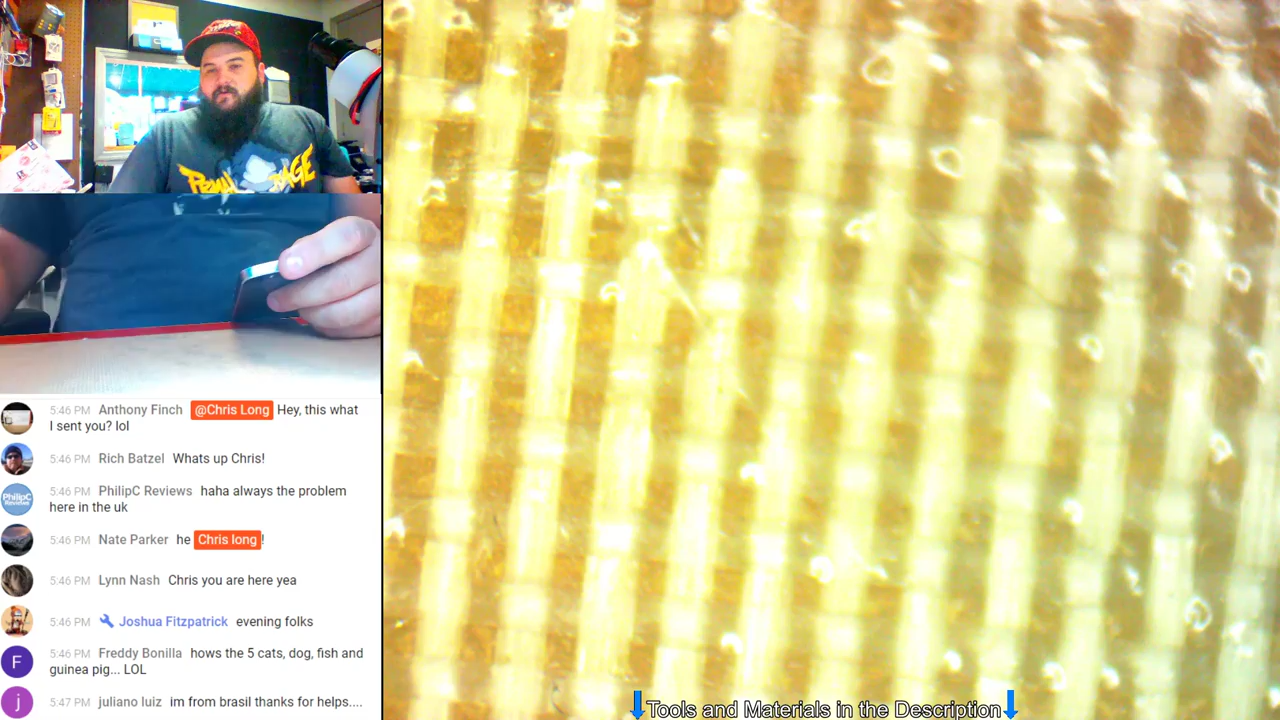 5:46 PM Anthony Finch @Chris Long Hey, this what
I sent you? lol
5:46 PM Rich Batzel Whats up Chris!
PhilipC
Reviews
5:46 PM PhilipC Reviews haha always the problem
here in the uk
5:46 PM Nate Parker he Chris long !
5:46 PM Lynn Nash Chris you are here yea
5:46 PM Joshua Fitzpatrick evening folks
F
5:46 PM Freddy Bonilla hows the 5 cats, dog, fish and
guinea pig... LOL
j
5:47 PM juliano luiz im from brasil thanks for helps....
Tools and Materials in the Description